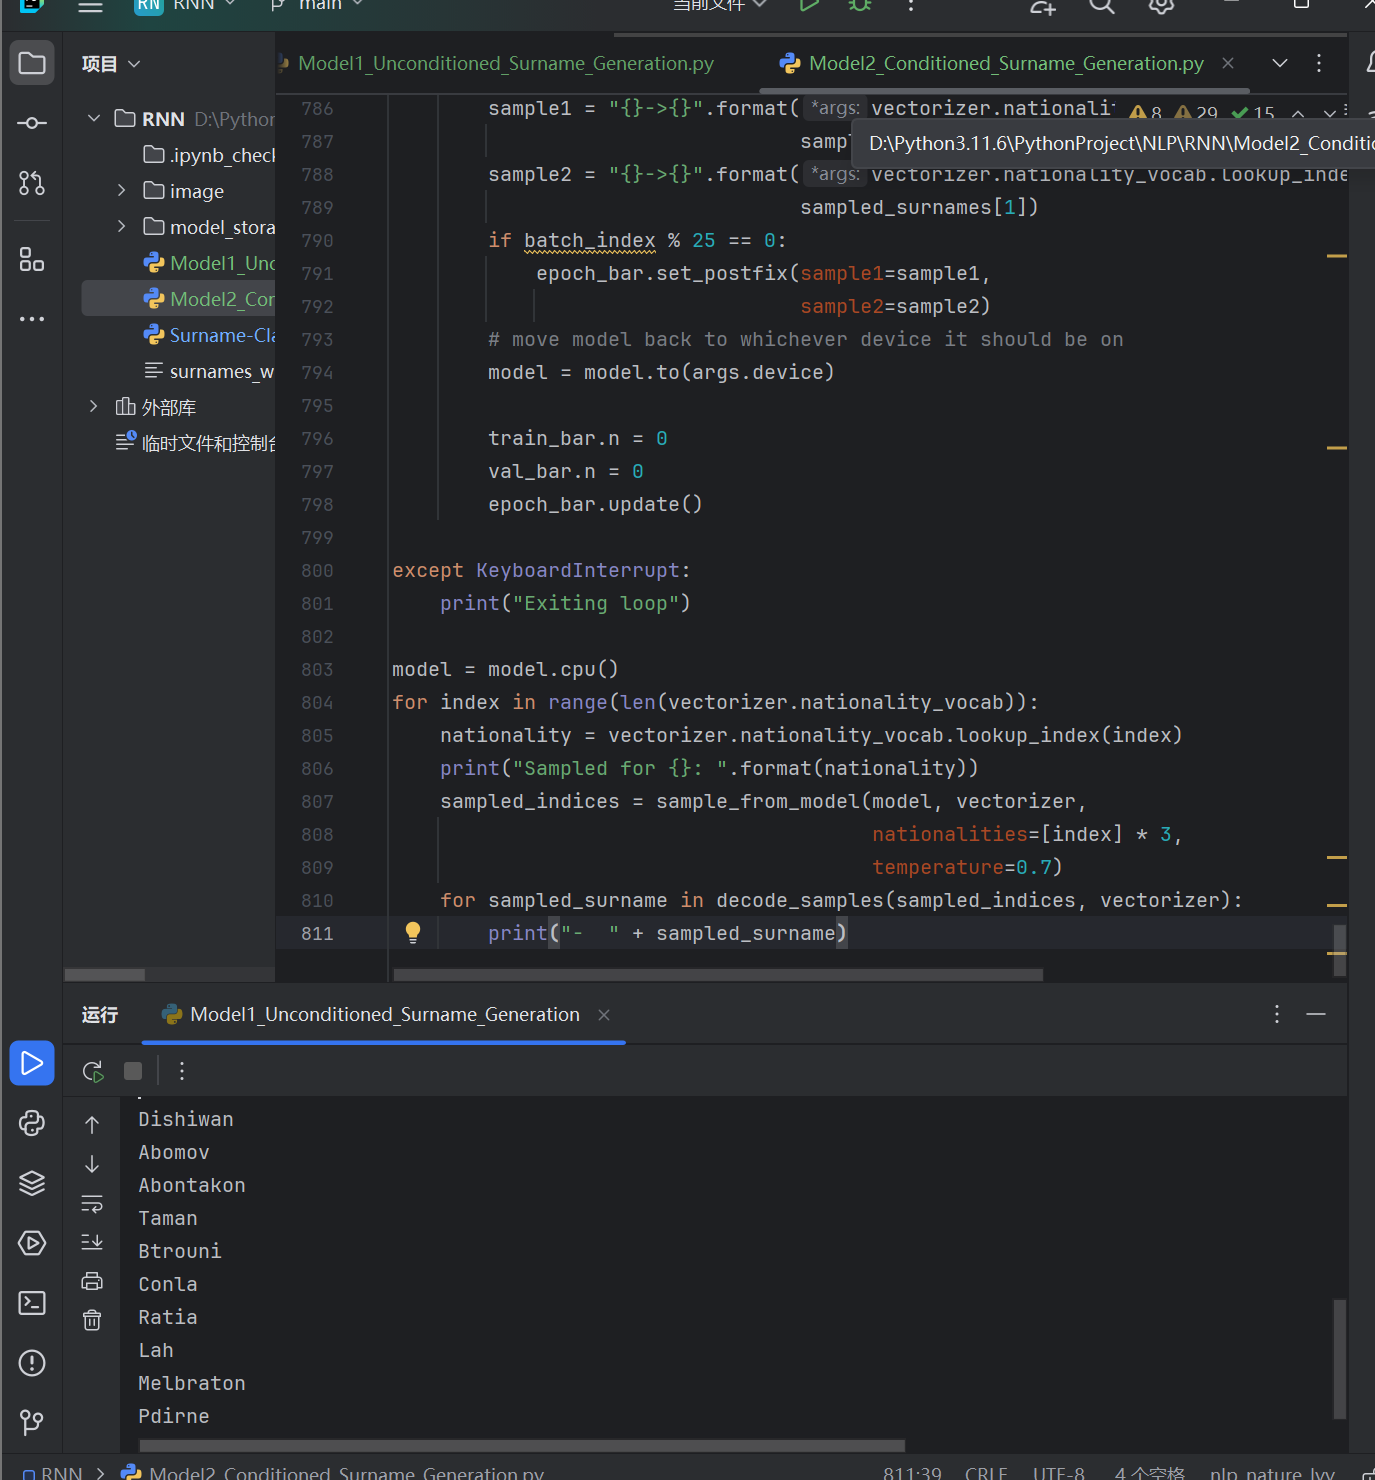 RN RNN main 当前文件
项目
Model1_Unconditioned_Surname_Generation.py
Model2_Conditioned_Surname_Generation.py
RNN D:\Python
.ipynb_check
image
model_stora
Model1_Unc
Model2_Con
Surname-Cla
surnames_w
外部库
临时文件和控制台
8 29 15
D:\Python3.11.6\PythonProject\NLP\RNN\Model2_Conditic
786 sample1 = "{}->{}".format( *args: vectorizer.nationalit
787 samp
788 sample2 = "{}->{}".format( *args: vectorizer.nationality_vocab.lookup_inde
789 sampled_surnames[1])
790 if batch_index % 25 == 0:
791 epoch_bar.set_postfix(sample1=sample1,
792 sample2=sample2)
793 # move model back to whichever device it should be on
794 model = model.to(args.device)
795
796 train_bar.n = 0
797 val_bar.n = 0
798 epoch_bar.update()
799
800 except KeyboardInterrupt:
801 print("Exiting loop")
802
803 model = model.cpu()
804 for index in range(len(vectorizer.nationality_vocab)):
805 nationality = vectorizer.nationality_vocab.lookup_index(index)
806 print("Sampled for {}: ".format(nationality))
807 sampled_indices = sample_from_model(model, vectorizer,
808 nationalities=[index] * 3,
809 temperature=0.7)
810 for sampled_surname in decode_samples(sampled_indices, vectorizer):
811 print("-  " + sampled_surname)
运行 Model1_Unconditioned_Surname_Generation
Dishiwan
Abomov
Abontakon
Taman
Btrouni
Conla
Ratia
Lah
Melbraton
Pdirne
RNN Model2_Conditioned_Surname_Generation.py 811:39 CRLF UTF-8 4个空格 nlp_nature_lyy